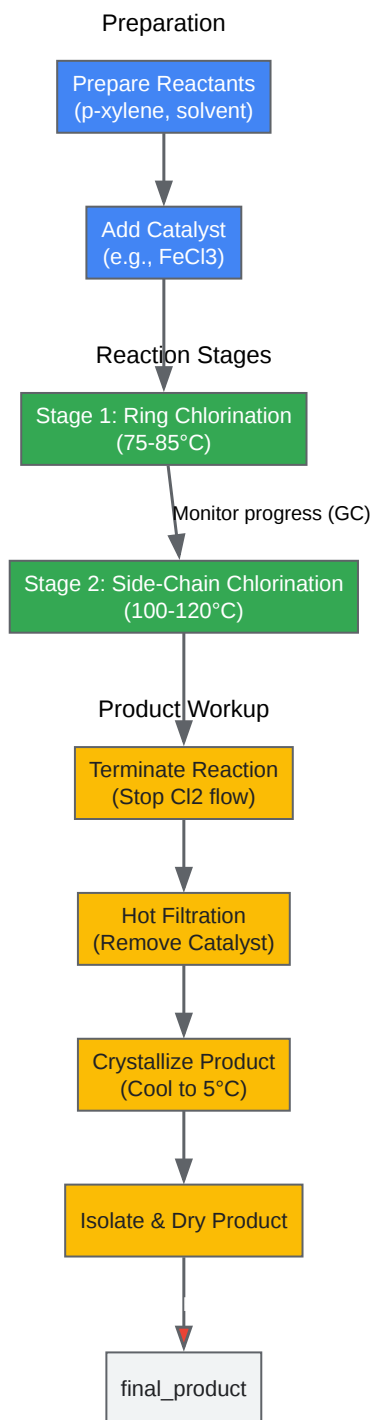 Preparation
Prepare Reactants
(p-xylene, solvent)
Add Catalyst
(e.g., FeCl3)
Reaction Stages
Stage 1: Ring Chlorination
(75-85°C)
Monitor progress (GC)
Stage 2: Side-Chain Chlorination
(100-120°C)
Product Workup
Terminate Reaction
(Stop Cl2 flow)
Hot Filtration
(Remove Catalyst)
Crystallize Product
(Cool to 5°C)
Isolate & Dry Product
final_product